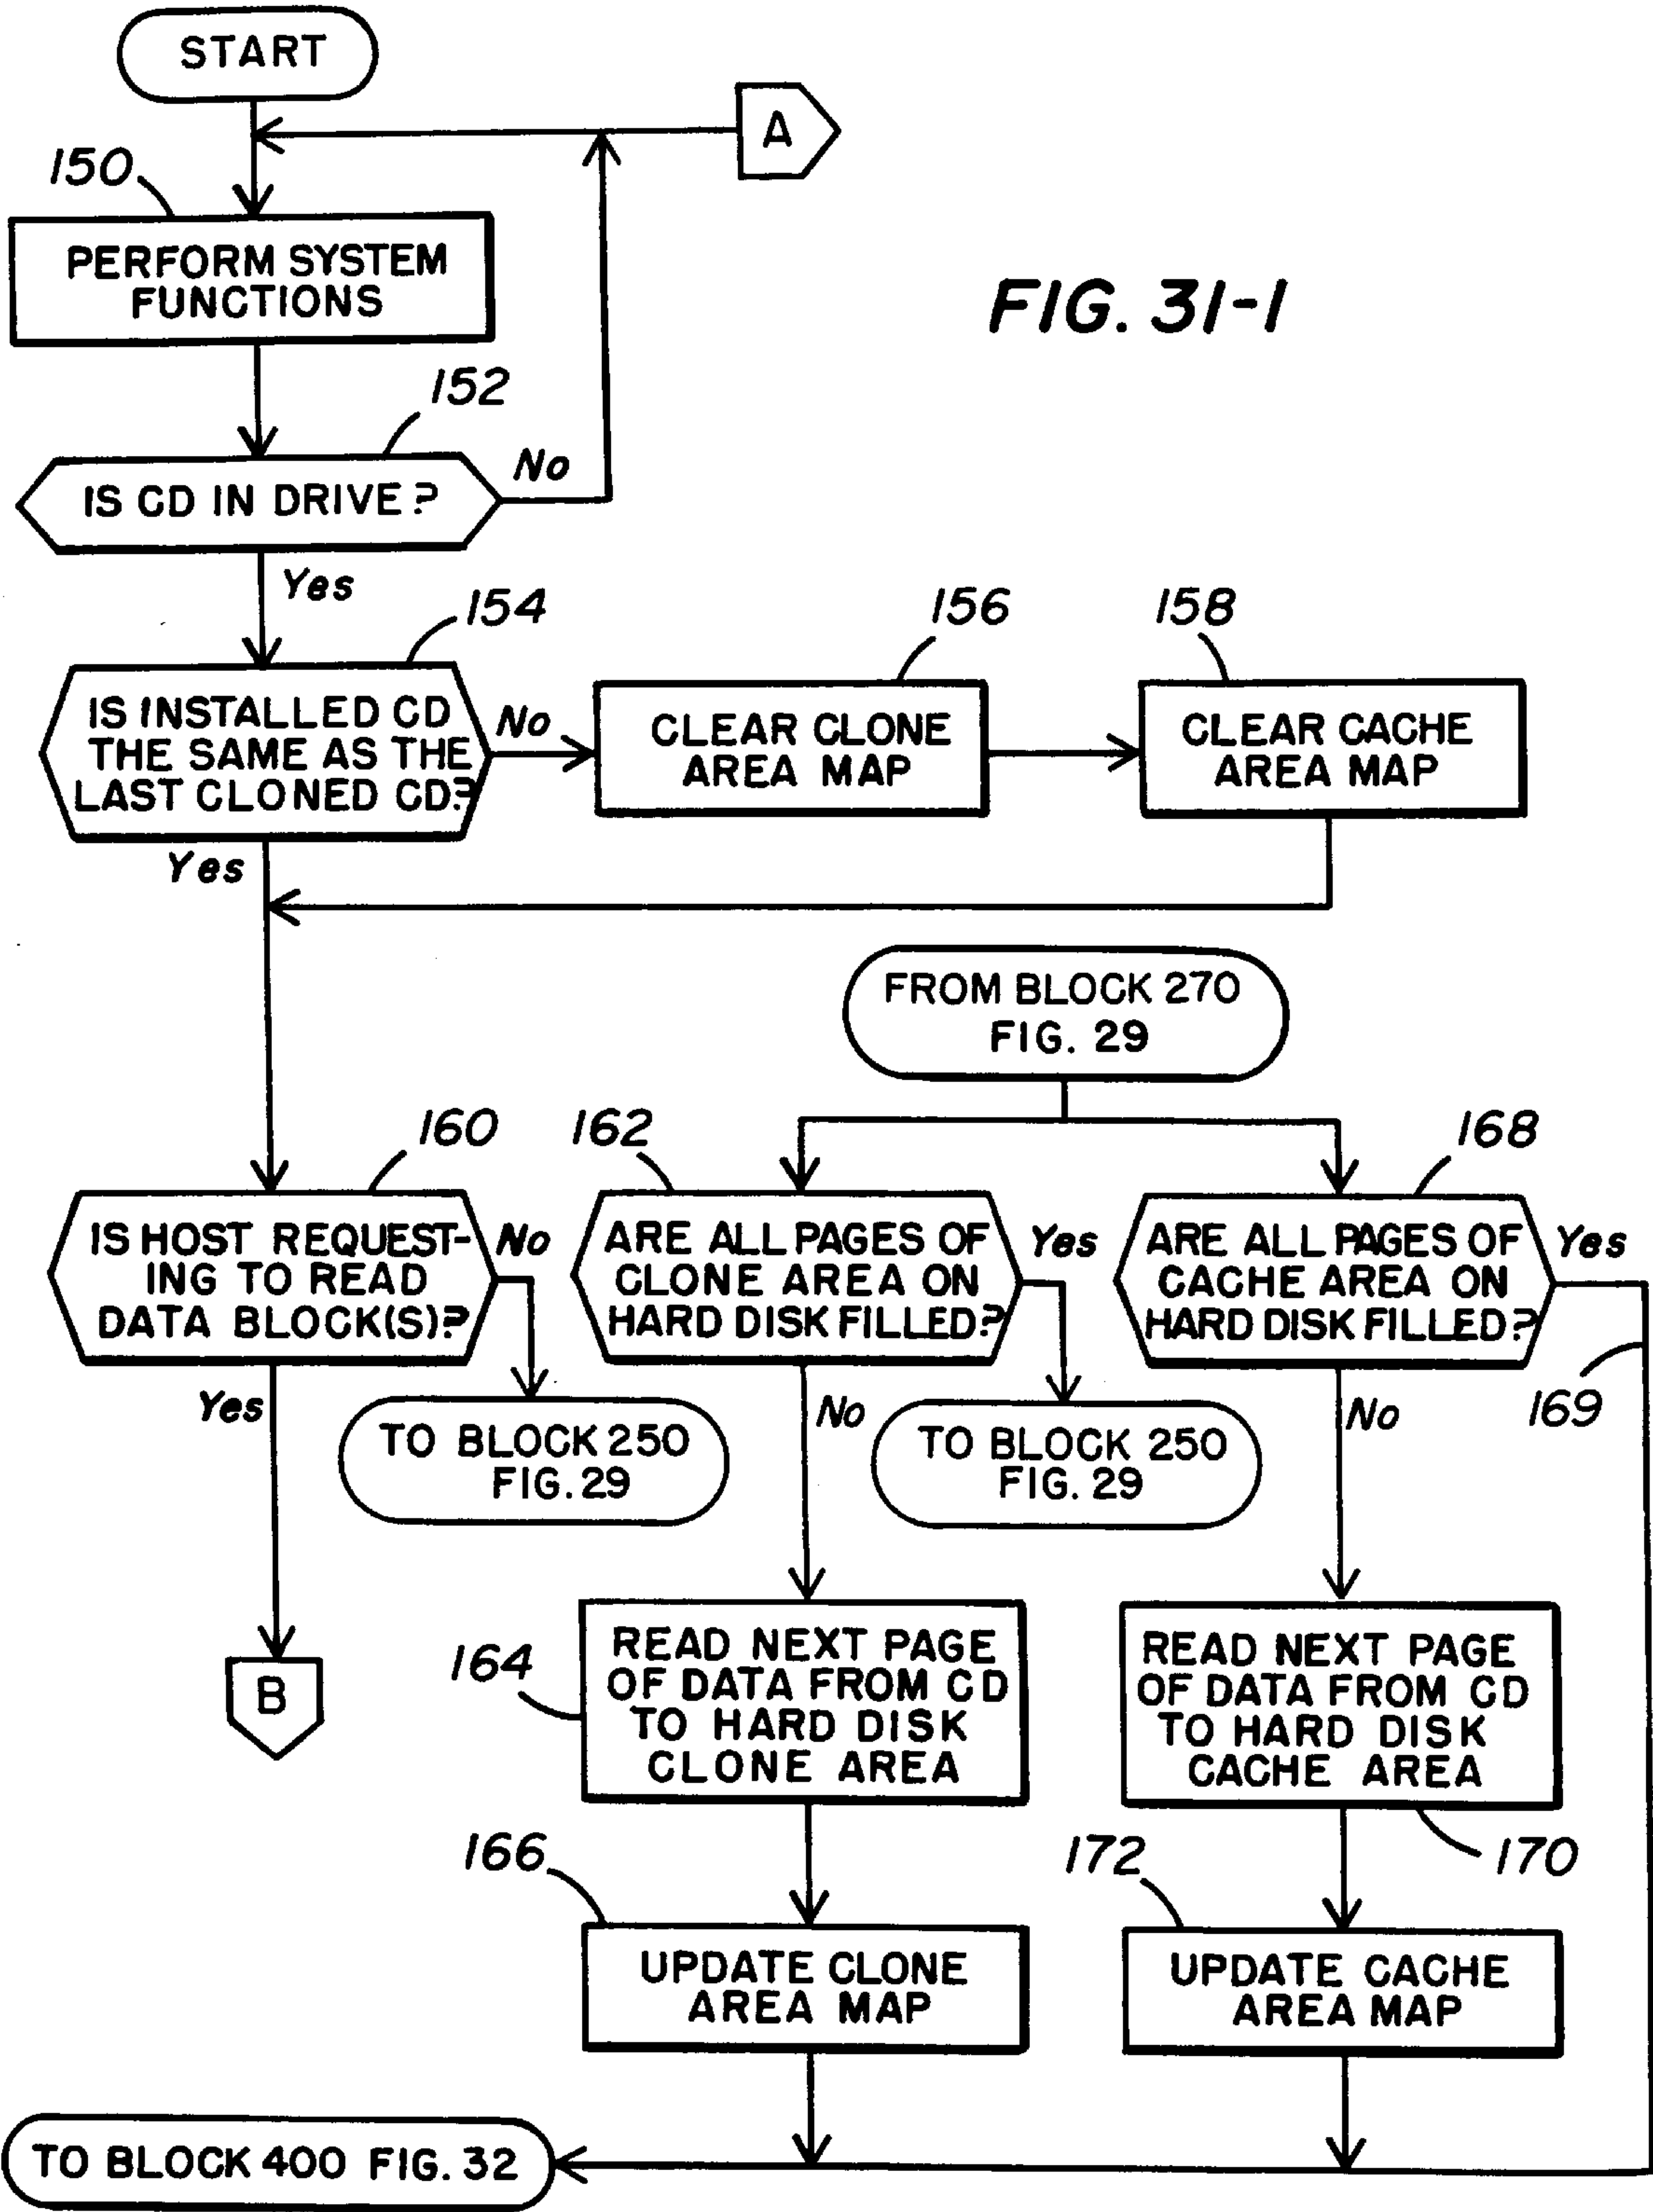 START
A
150
PERFORM SYSTEM
FUNCTIONS
FIG. 31-1
152
IS CD IN DRIVE?
No
Yes
154
156
158
IS INSTALLED CD
THE SAME AS THE
LAST CLONED CD?
No
CLEAR CLONE
AREA MAP
CLEAR CACHE
AREA MAP
Yes
FROM BLOCK 270
FIG. 29
160
162
168
IS HOST REQUEST-
ING TO READ
DATA BLOCK(S)?
No
ARE ALL PAGES OF
CLONE AREA ON
HARD DISK FILLED?
Yes
ARE ALL PAGES OF
CACHE AREA ON
HARD DISK FILLED?
Yes
169
Yes
TO BLOCK 250
FIG. 29
No
TO BLOCK 250
FIG. 29
No
B
164
READ NEXT PAGE
OF DATA FROM CD
TO HARD DISK
CLONE AREA
READ NEXT PAGE
OF DATA FROM CD
TO HARD DISK
CACHE AREA
170
166
172
UPDATE CLONE
AREA MAP
UPDATE CACHE
AREA MAP
TO BLOCK 400 FIG. 32